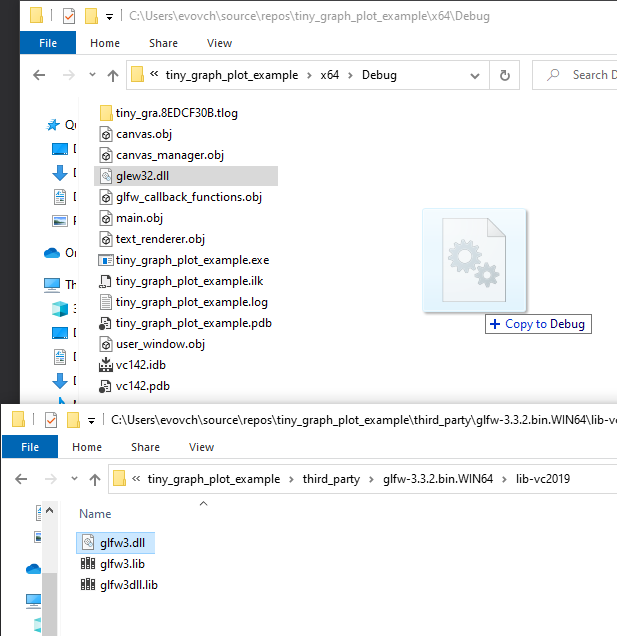 C:\Users\evovch\source\repos\tiny_graph_plot_example\x64\Debug
File Home Share View
« tiny_graph_plot_example › x64 › Debug
Search D
tiny_gra.8EDCF30B.tlog
canvas.obj
canvas_manager.obj
glew32.dll
glfw_callback_functions.obj
main.obj
text_renderer.obj
tiny_graph_plot_example.exe
tiny_graph_plot_example.ilk
tiny_graph_plot_example.log
tiny_graph_plot_example.pdb
user_window.obj
vc142.idb
vc142.pdb
Qu
D
D
D
P
On
Th
3
D
D
D
Copy to Debug
C:\Users\evovch\source\repos\tiny_graph_plot_example\third_party\glfw-3.3.2.bin.WIN64\lib-vc
File Home Share View
« tiny_graph_plot_example › third_party › glfw-3.3.2.bin.WIN64 › lib-vc2019
Name
glfw3.dll
glfw3.lib
glfw3dll.lib